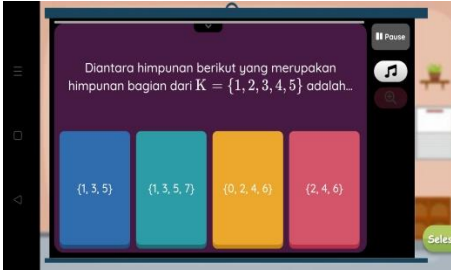 Pause
Diantara himpunan berikut yang merupakan
himpunan bagian dari K = {1, 2, 3, 4, 5} adalah...
{1, 3, 5}
{1, 3, 5, 7}
{0, 2, 4, 6}
{2, 4, 6}